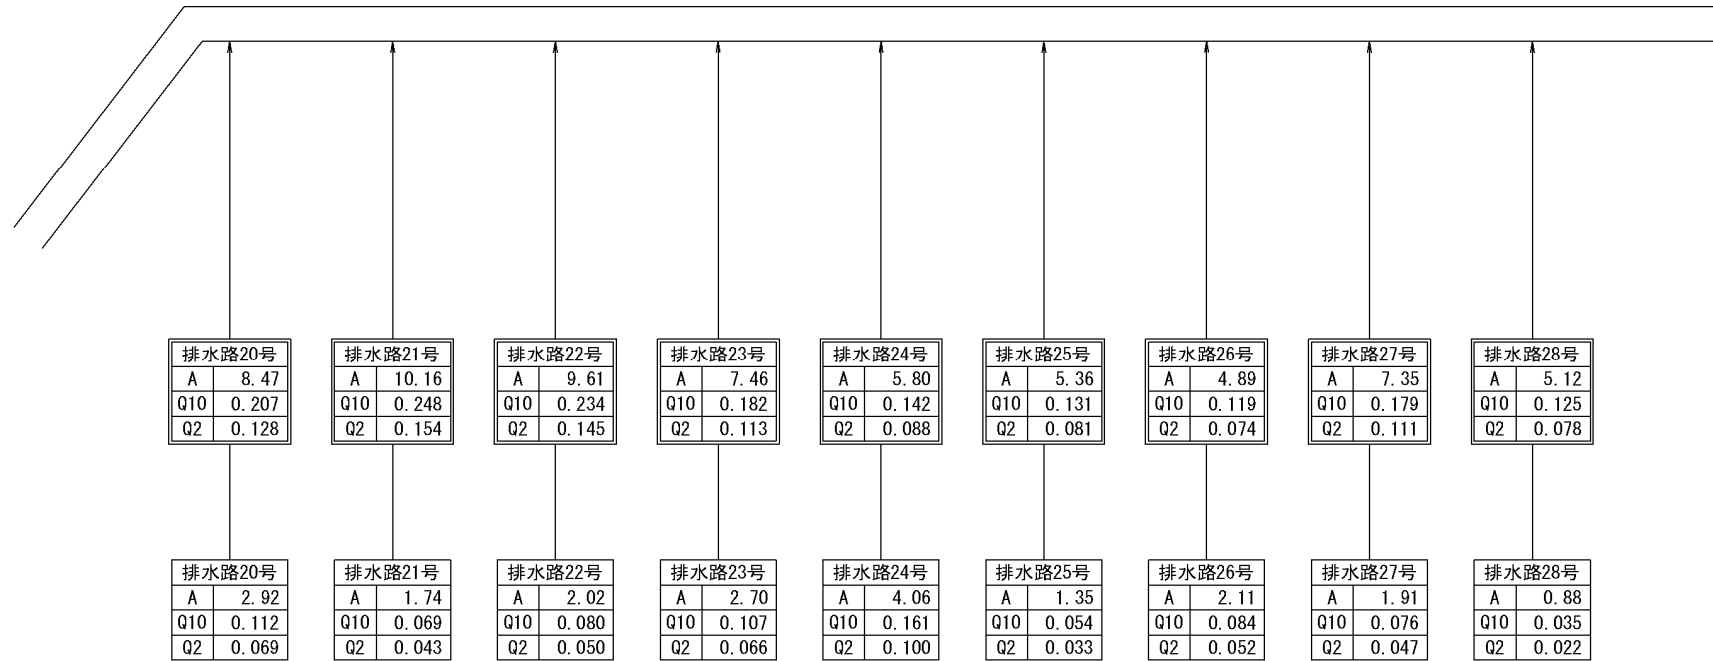 排水路20号 排水路21号 排水路22号 排水路23号 排水路24号 排水路25号 排水路26号 排水路27号 排水路28号
A 8.47 A 10.16 A 9.61 A 7.46 A 5.80 A 5.36 A 4.89 A 7.35 A 5.12
Q10 0.207 Q10 0.248 Q10 0.234 Q10 0.182 Q10 0.142 Q10 0.131 Q10 0.119 Q10 0.179 Q10 0.125
Q2 0.128 Q2 0.154 Q2 0.145 Q2 0.113 Q2 0.088 Q2 0.081 Q2 0.074 Q2 0.111 Q2 0.078
排水路20号 排水路21号 排水路22号 排水路23号 排水路24号 排水路25号 排水路26号 排水路27号 排水路28号
A 2.92 A 1.74 A 2.02 A 2.70 A 4.06 A 1.35 A 2.11 A 1.91 A 0.88
Q10 0.112 Q10 0.069 Q10 0.080 Q10 0.107 Q10 0.161 Q10 0.054 Q10 0.084 Q10 0.076 Q10 0.035
Q2 0.069 Q2 0.043 Q2 0.050 Q2 0.066 Q2 0.100 Q2 0.033 Q2 0.052 Q2 0.047 Q2 0.022